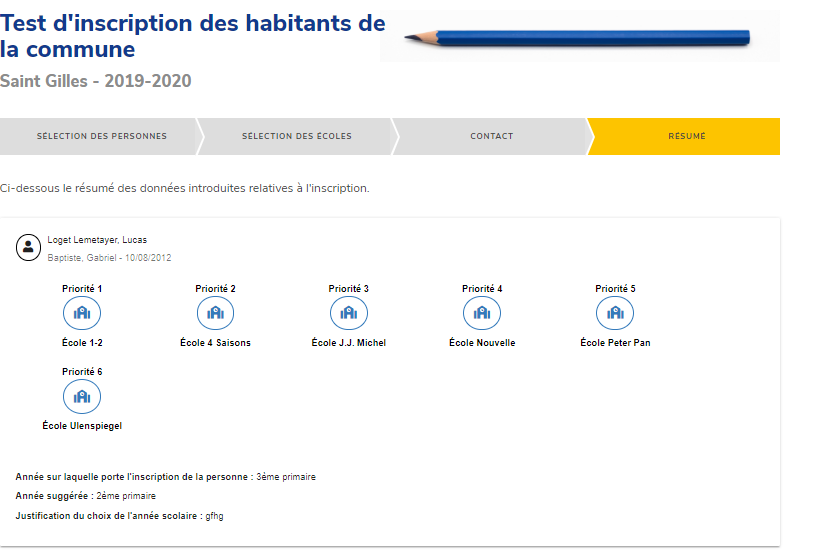 Test d'inscription des habitants de
la commune
Saint Gilles - 2019-2020
SÉLECTION DES PERSONNES
SÉLECTION DES ÉCOLES
CONTACT
RÉSUMÉ
Ci-dessous le résumé des données introduites relatives à l'inscription.
Loget Lemetayer, Lucas
Baptiste, Gabriel - 10/08/2012
Priorité 1
École 1-2
Priorité 2
École 4 Saisons
Priorité 3
École J.J. Michel
Priorité 4
École Nouvelle
Priorité 5
École Peter Pan
Priorité 6
École Ulenspiegel
Année sur laquelle porte l'inscription de la personne : 3ème primaire
Année suggérée : 2ème primaire
Justification du choix de l'année scolaire : gfhg